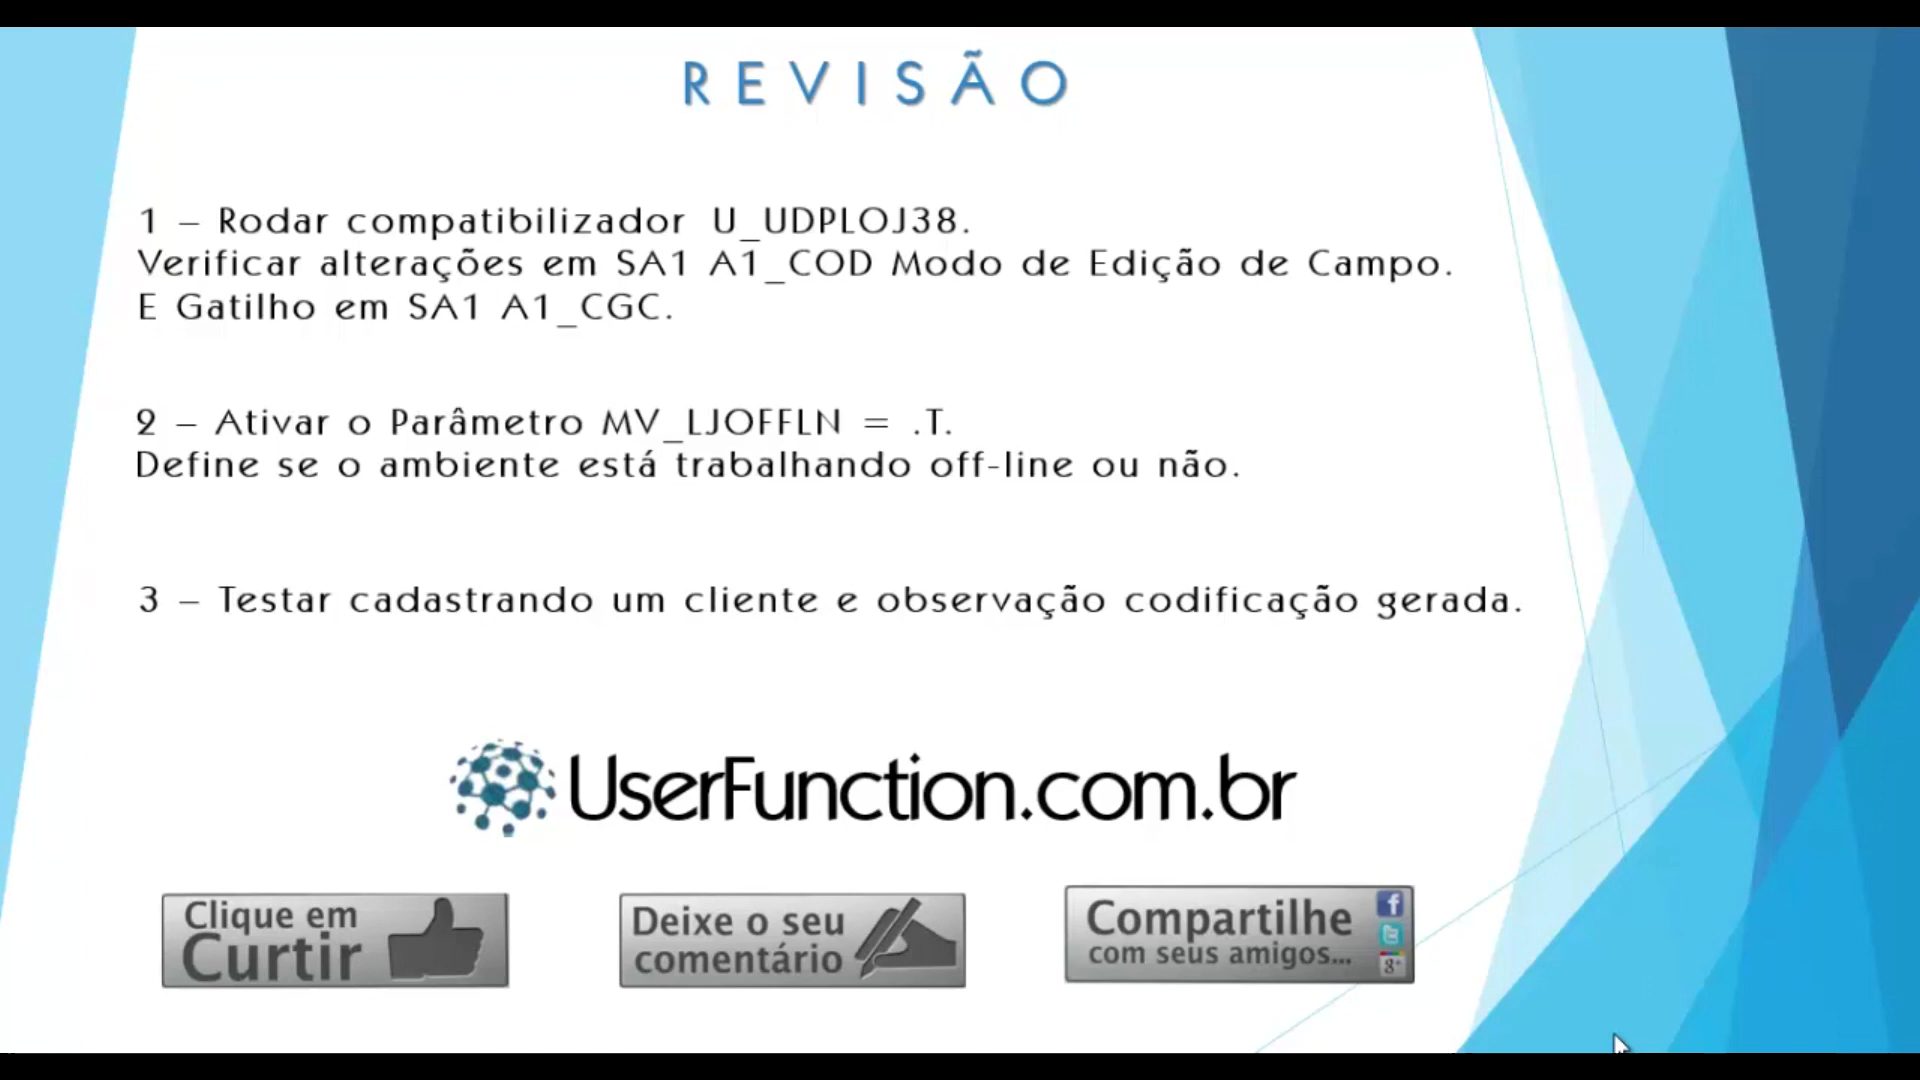 REVISÃO
1 – Rodar compatibilizador U_UDPLOJ38.
Verificar alterações em SA1 A1_COD Modo de Edição de Campo.
E Gatilho em SA1 A1_CGC.
2 – Ativar o Parâmetro MV_LJOFFLN = .T.
Define se o ambiente está trabalhando off-line ou não.
3 – Testar cadastrando um cliente e observação codificação gerada.
UserFunction.com.br
Clique em
Curtir
Deixe o seu
comentário
Compartilhe
com seus amigos...
f
t
g+